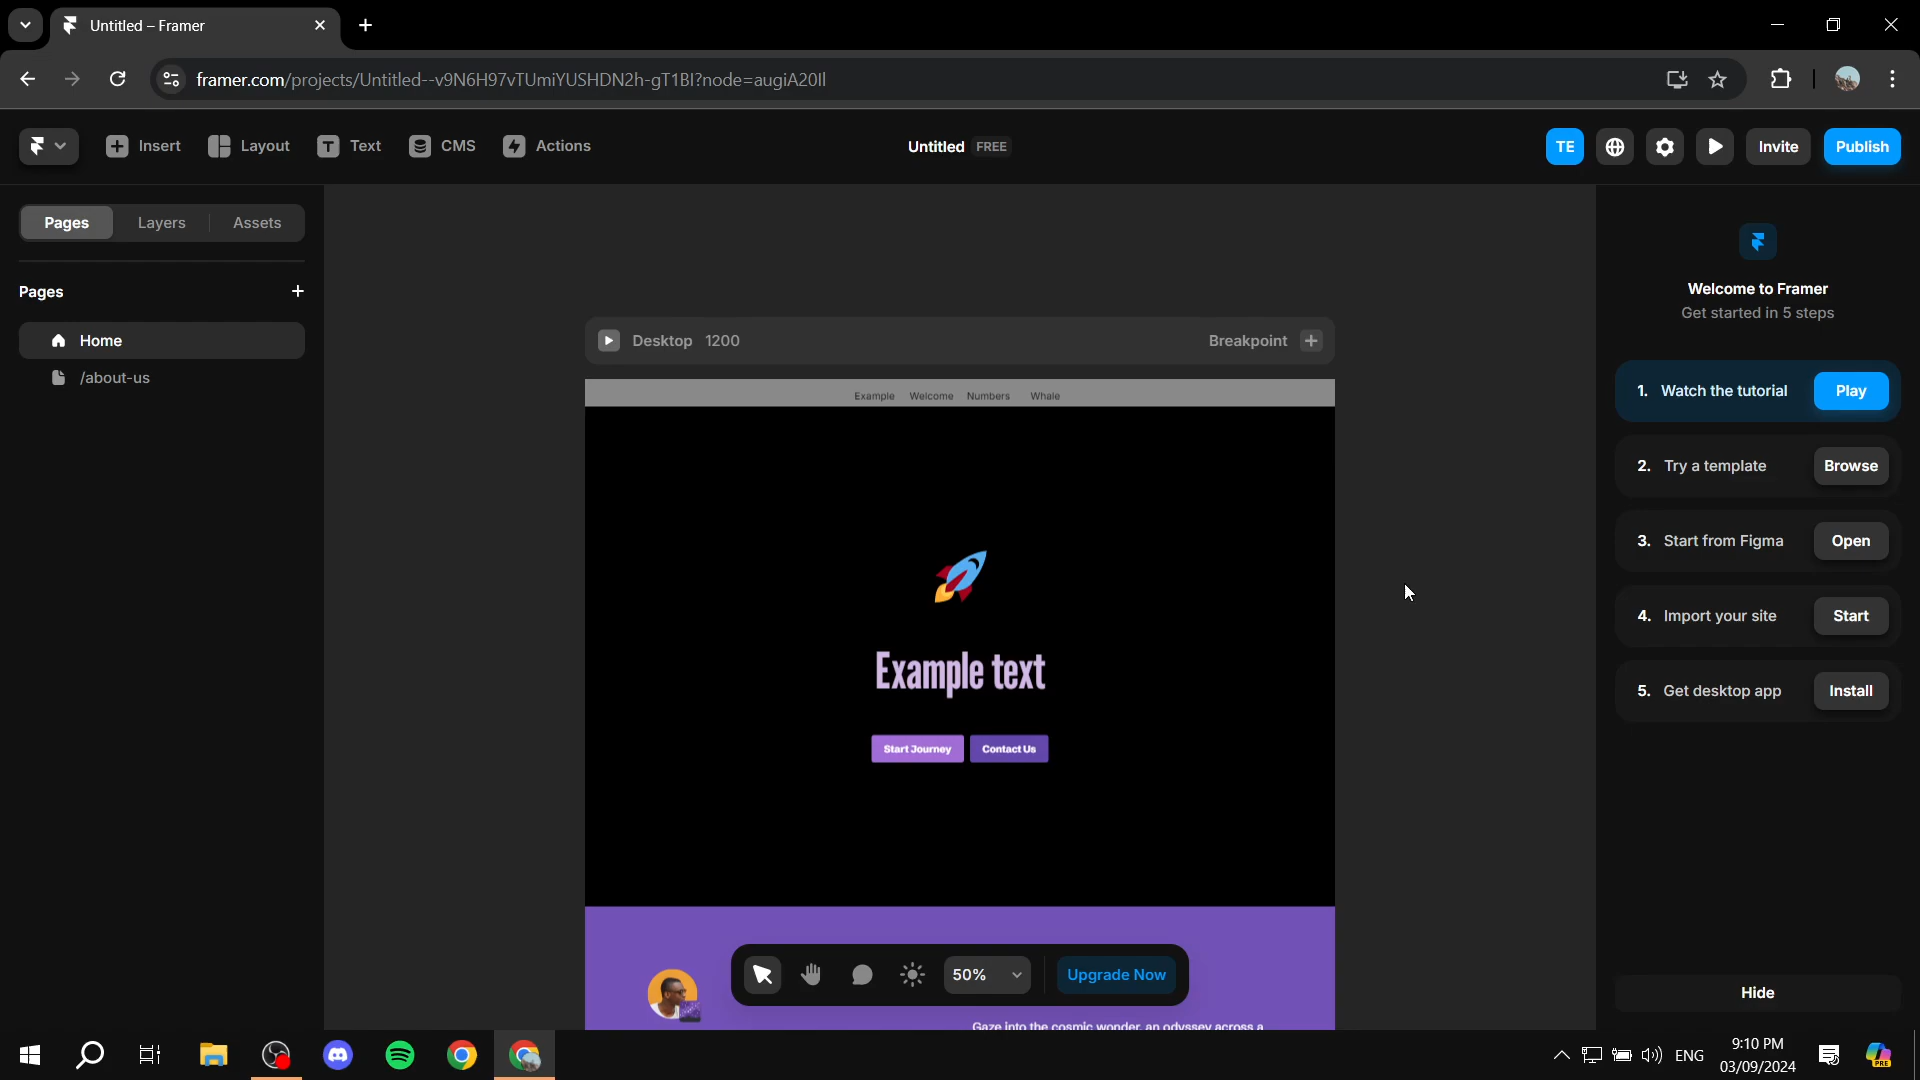 Untitled – Framer
framer.com/projects/Untitled--v9N6H97vTUmiYUSHDN2h-gT1BI?node=augiA20Il
Insert
Layout
Text
CMS
Actions
Untitled FREE
TE
Invite
Publish
Pages
Layers
Assets
Pages
Home
/about-us
Desktop 1200
Breakpoint
Example Welcome Numbers Whale
Example text
Start Journey
Contact Us
Gaze into the cosmic wonder, an odyssey across a
50%
Upgrade Now
Welcome to Framer
Get started in 5 steps
1. Watch the tutorial Play
2. Try a template Browse
3. Start from Figma Open
4. Import your site Start
5. Get desktop app Install
Hide
ENG
9:10 PM
03/09/2024
PRE